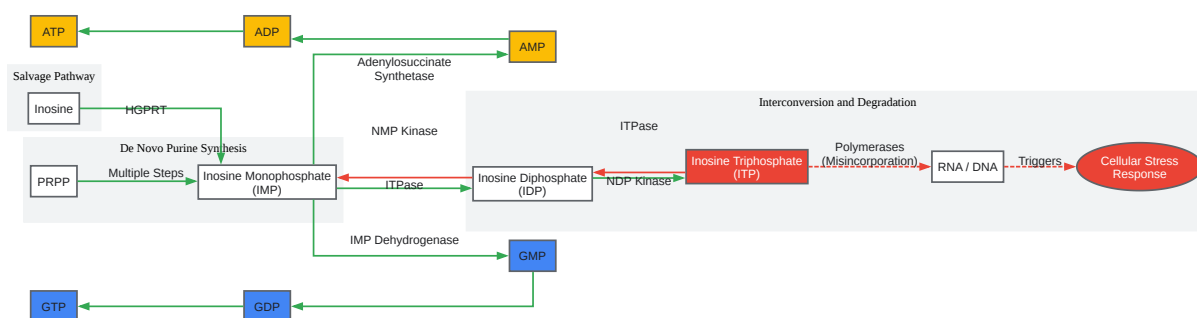 ATP
ADP
AMP
Adenylosuccinate
Synthetase
Salvage Pathway
Inosine
HGPRT
Interconversion and Degradation
NMP Kinase
ITPase
De Novo Purine Synthesis
PRPP
Multiple Steps
Inosine Monophosphate
(IMP)
ITPase
Inosine Diphosphate
(IDP)
NDP Kinase
Inosine Triphosphate
(ITP)
Polymerases
(Misincorporation)
RNA / DNA
Triggers
Cellular Stress
Response
IMP Dehydrogenase
GMP
GTP
GDP